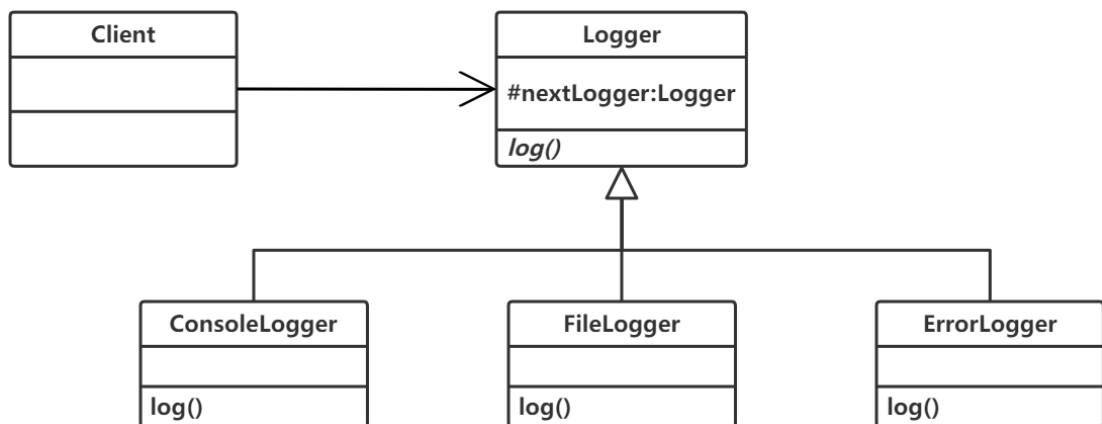 Client
Logger
#nextLogger:Logger
log()
ConsoleLogger
FileLogger
ErrorLogger
log()
log()
log()